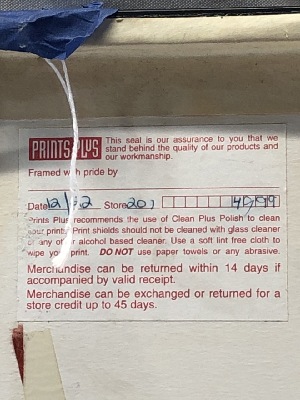 PRINTS PLUS
This seal is our assurance to you that we
stand behind the quality of our products and
our workmanship.
Framed with pride by
Date 12 Store 201
Prints Plus recommends the use of Clean Plus Polish to clean
your print. Print shields should not be cleaned with glass cleaner
or any other alcohol based cleaner. Use a soft lint free cloth to
wipe your print. DO NOT use paper towels or any abrasive.
Merchandise can be returned within 14 days if
accompanied by valid receipt.
Merchandise can be exchanged or returned for a
store credit up to 45 days.